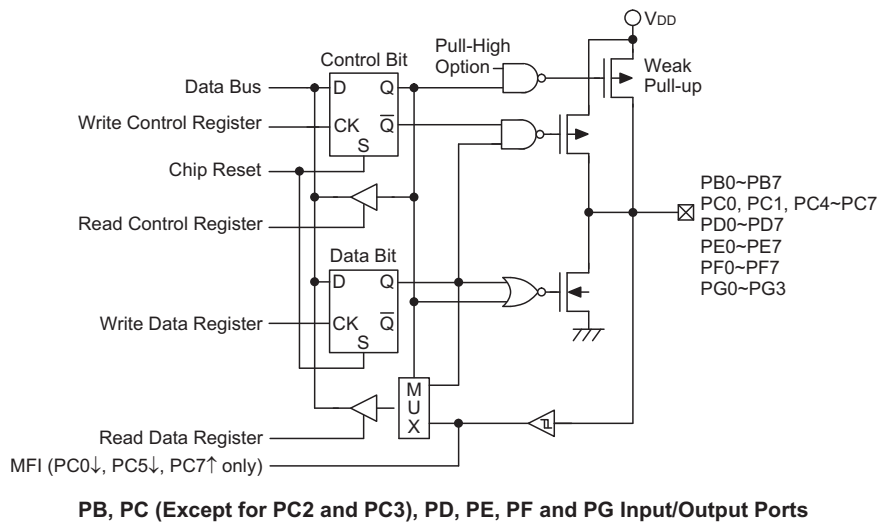 VDD
Pull-High
Option
Weak
Pull-up
Control Bit
Data Bus
D
Q
Write Control Register
CK
Q
S
Chip Reset
Read Control Register
PB0~PB7
PC0, PC1, PC4~PC7
PD0~PD7
PE0~PE7
PF0~PF7
PG0~PG3
Data Bit
D
Q
Write Data Register
CK
Q
S
M
U
X
Read Data Register
MFI (PC0↓, PC5↓, PC7↑ only)
PB, PC (Except for PC2 and PC3), PD, PE, PF and PG Input/Output Ports